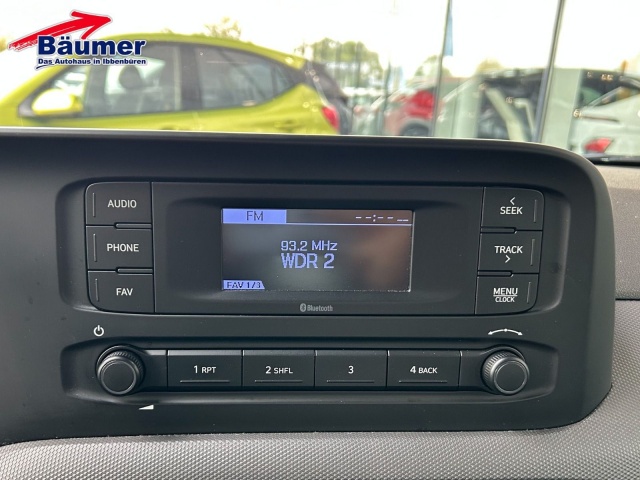 Bäumer
Das Autohaus in Ibbenbüren
AUDIO
PHONE
FAV
FM
--:--
93.2 MHz
WDR 2
FAV 1/3
Bluetooth
SEEK
TRACK
MENU
CLOCK
1 RPT
2 SHFL
3
4 BACK